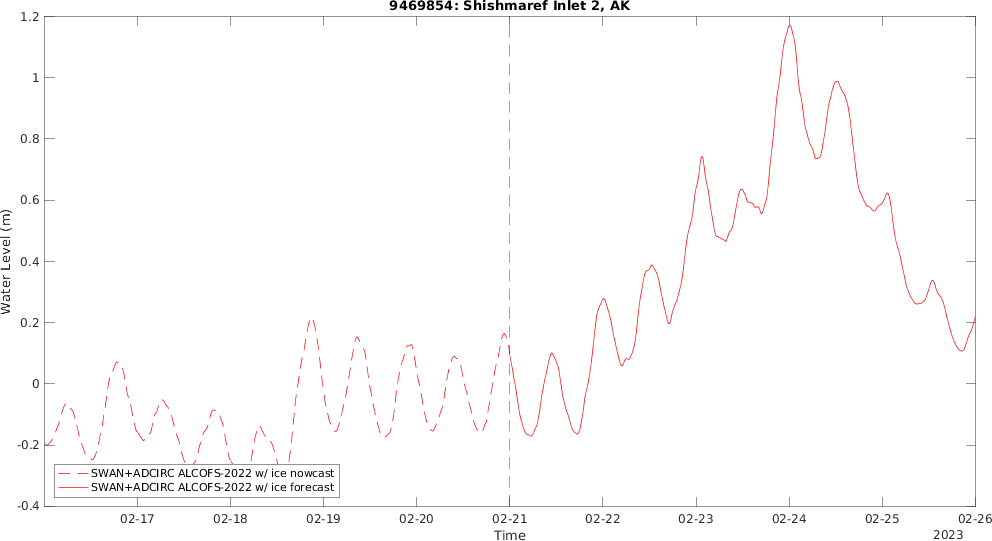 9469854: Shishmaref Inlet 2, AK
1.2
1
0.8
0.6
0.4
0.2
0
-0.2
-0.4
Water Level (m)
SWAN+ADCIRC ALCOFS-2022 w/ ice nowcast
SWAN+ADCIRC ALCOFS-2022 w/ ice forecast
02-17 02-18 02-19 02-20 02-21 02-22 02-23 02-24 02-25 02-26
Time
2023